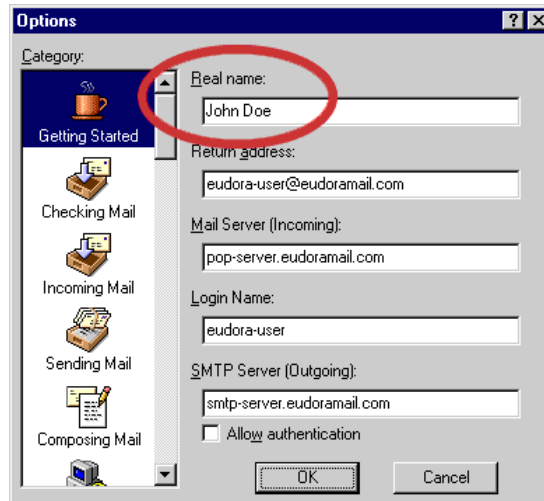 Options
Category:
Getting Started
Checking Mail
Incoming Mail
Sending Mail
Composing Mail
Real name:
John Doe
Return address:
eudora-user@eudoramail.com
Mail Server (Incoming):
pop-server.eudoramail.com
Login Name:
eudora-user
SMTP Server (Outgoing):
smtp-server.eudoramail.com
Allow authentication
OK
Cancel